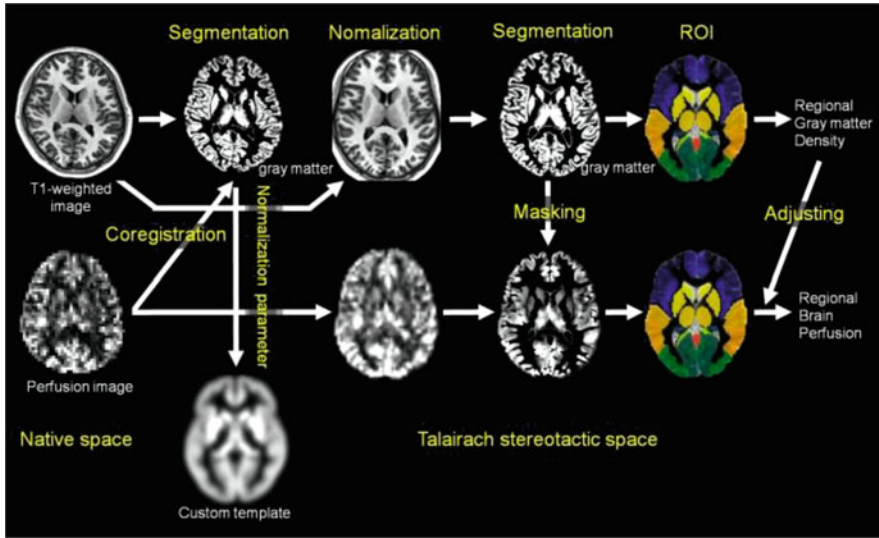 Segmentation
Nomalization
Segmentation
ROI
T1-weighted
image
gray matter
gray matter
Regional
Gray matter
Density
Coregistration
Normalization parameter
Masking
Adjusting
Perfusion image
Regional
Brain
Perfusion
Native space
Talairach stereotactic space
Custom template